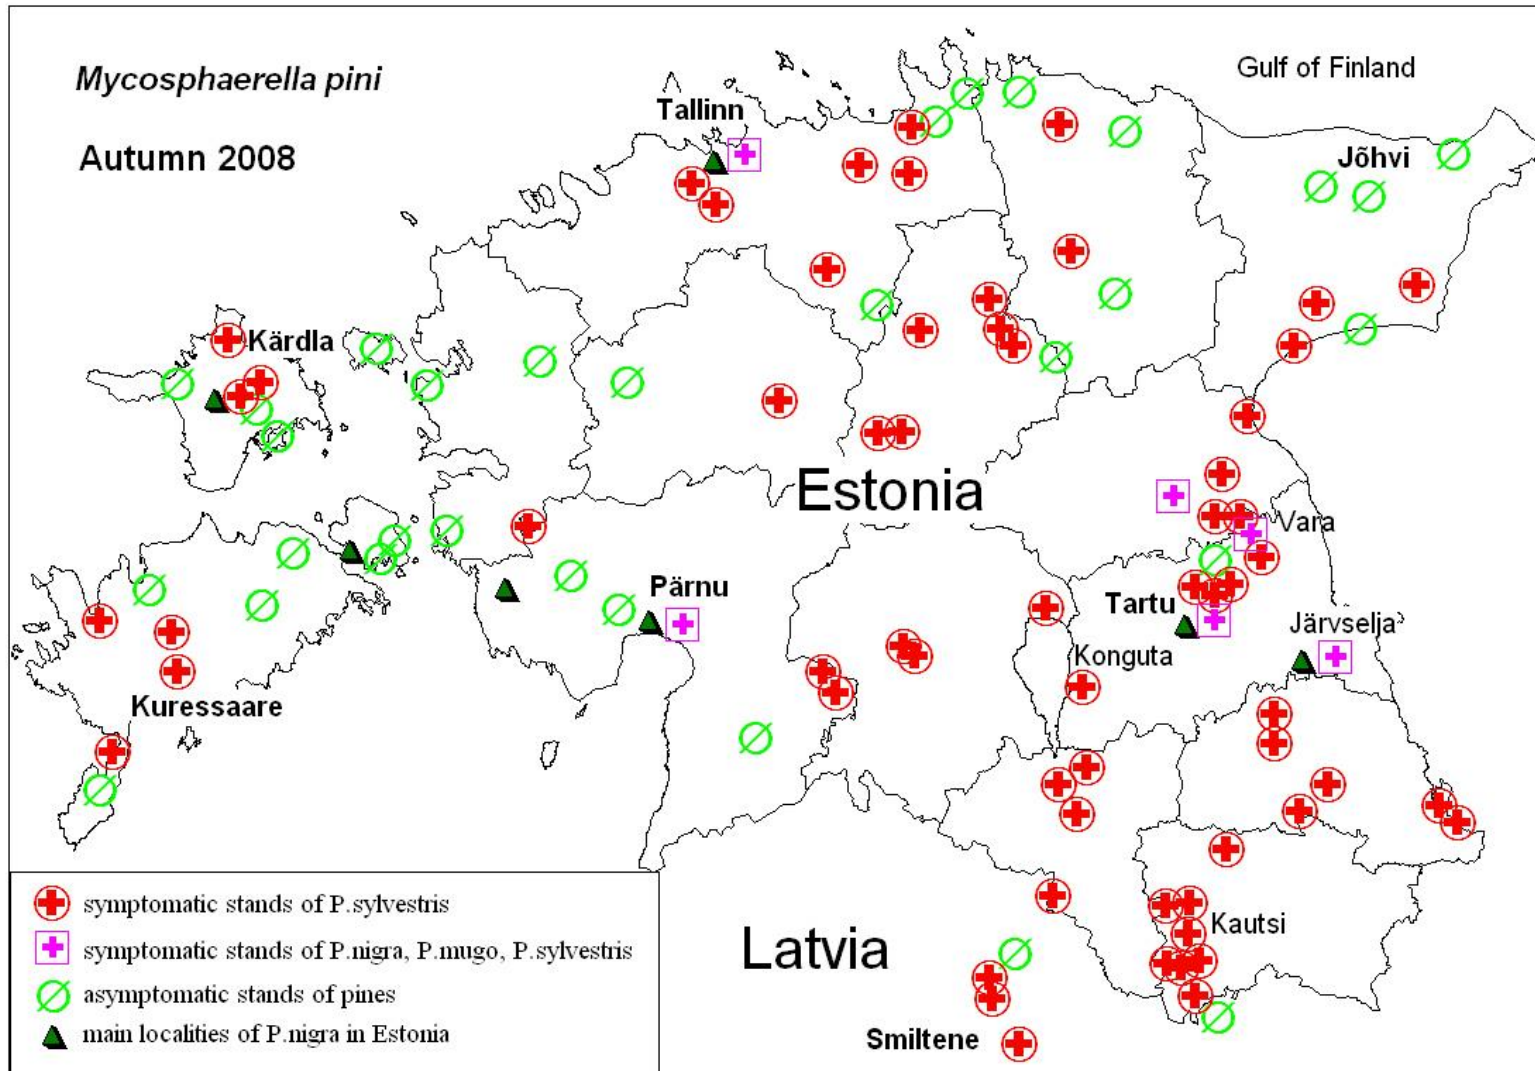 Mycosphaerella pini
Autumn 2008
Gulf of Finland
Tallinn
Jõhvi
Kärdla
Estonia
Vara
Pärnu
Tartu
Järvselja
Konguta
Kuressaare
Kautsi
Latvia
Smiltene
symptomatic stands of P.sylvestris
symptomatic stands of P.nigra, P.mugo, P.sylvestris
asymptomatic stands of pines
main localities of P.nigra in Estonia